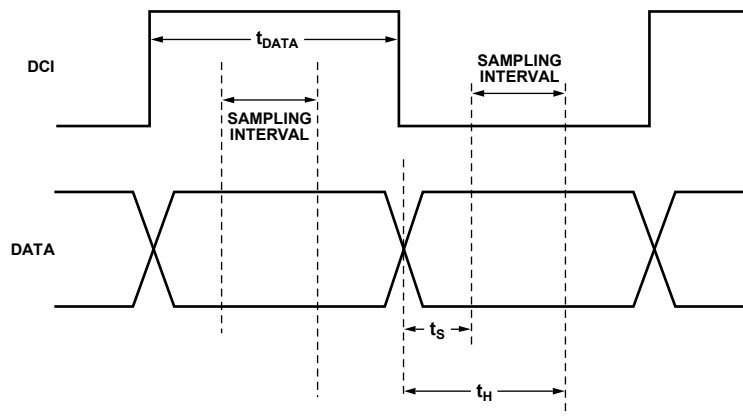 DCI
tDATA
SAMPLING
INTERVAL
SAMPLING
INTERVAL
DATA
tS
tH